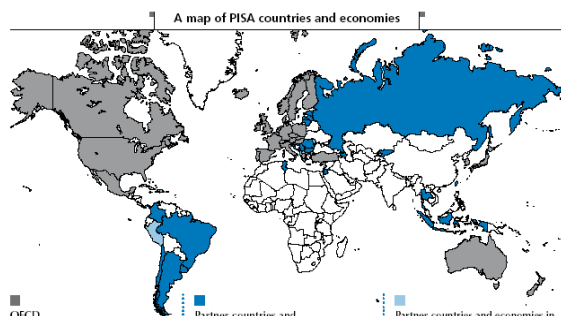 A map of PISA countries and economies
OECD
Partner countries and
Partner countries and economies in